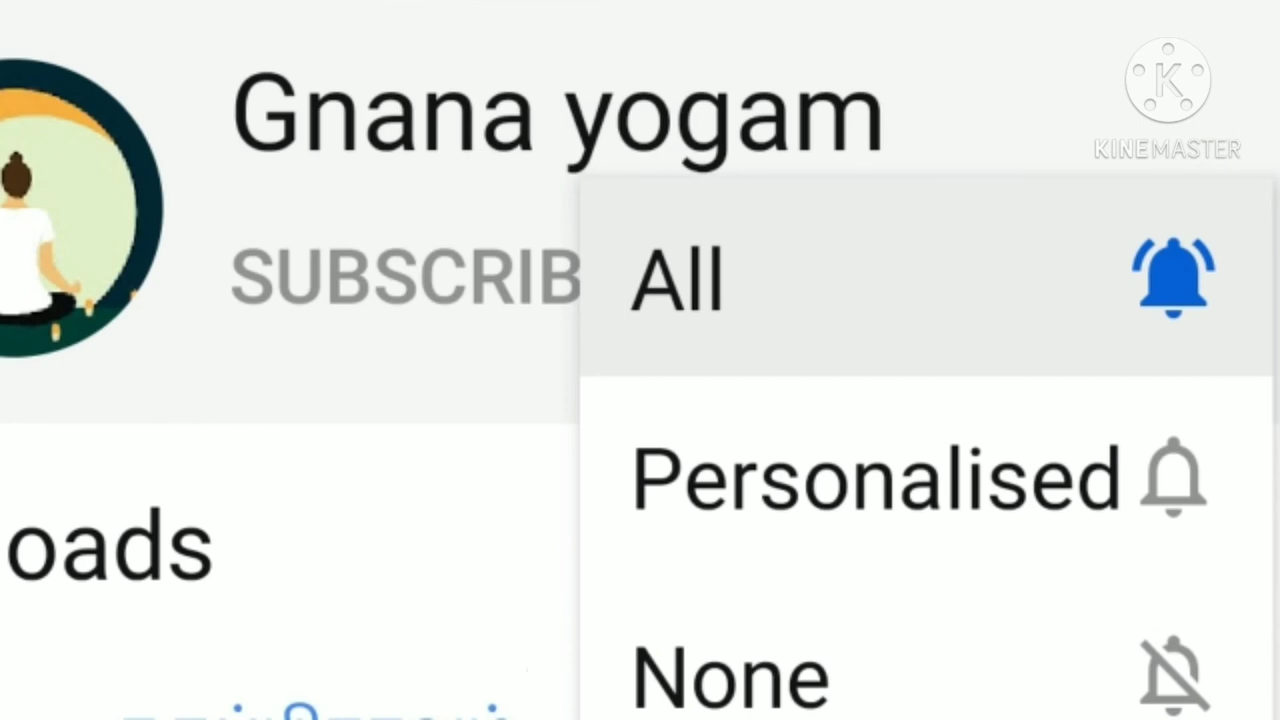 Gnana yogam
KINEMASTER
SUBSCRIB
All
Personalised
oads
None